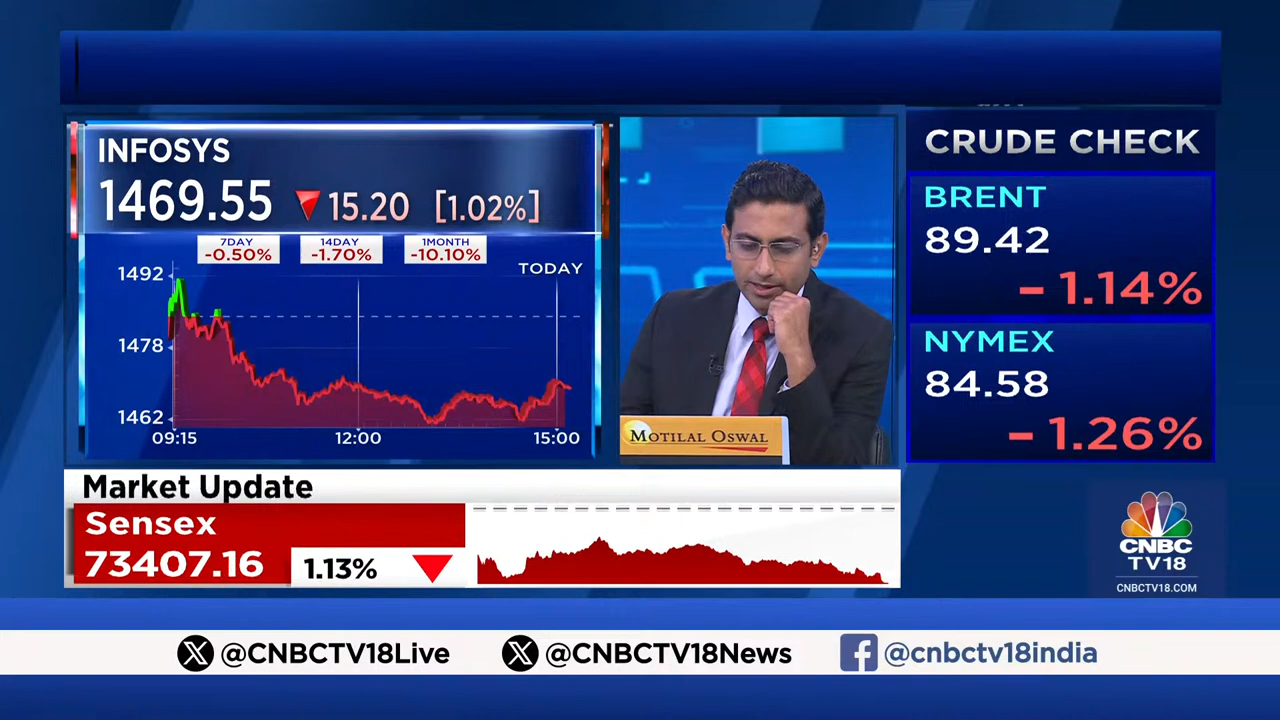 INFOSYS
1469.55 ▼ 15.20 [1.02%]
7DAY
-0.50%
14DAY
-1.70%
1MONTH
-10.10%
TODAY
1492
1478
1462
09:15
12:00
15:00
MOTILAL OSWAL
CRUDE CHECK
BRENT
89.42
- 1.14%
NYMEX
84.58
- 1.26%
Market Update
Sensex
73407.16
1.13% ▼
CNBC
TV18
CNBCTV18.COM
@CNBCTV18Live
@CNBCTV18News
@cnbctv18india